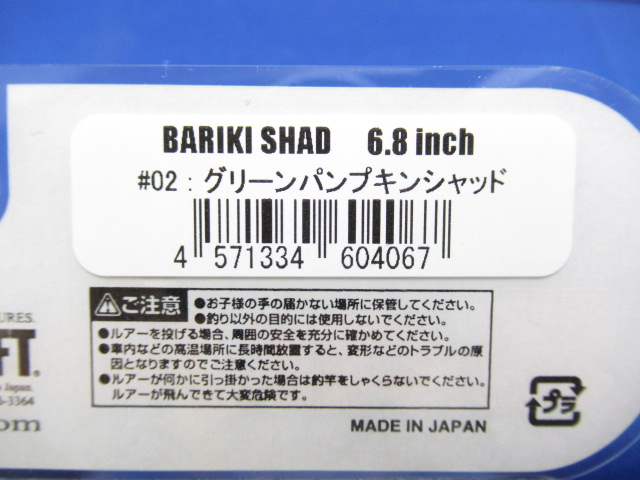 BARIKI SHAD 6.8 inch
#02：グリーンパンプキンシャッド
4 571334 604067
ご注意
●お子様の手の届かない場所に保管してください。
●釣り以外の目的には使用しないでください。
●ルアーを投げる場合、周囲の安全を充分に確かめてください。
●車内などの高温場所に長時間放置すると、変形などのトラブルの原
因となりますのでご注意ください。
●ルアーが何かに引っ掛かった場合は釣竿をしゃくらないでください。
ルアーが飛んできて大変危険です。
URES.
FT
Japan.
6-3364
om
プラ
MADE IN JAPAN